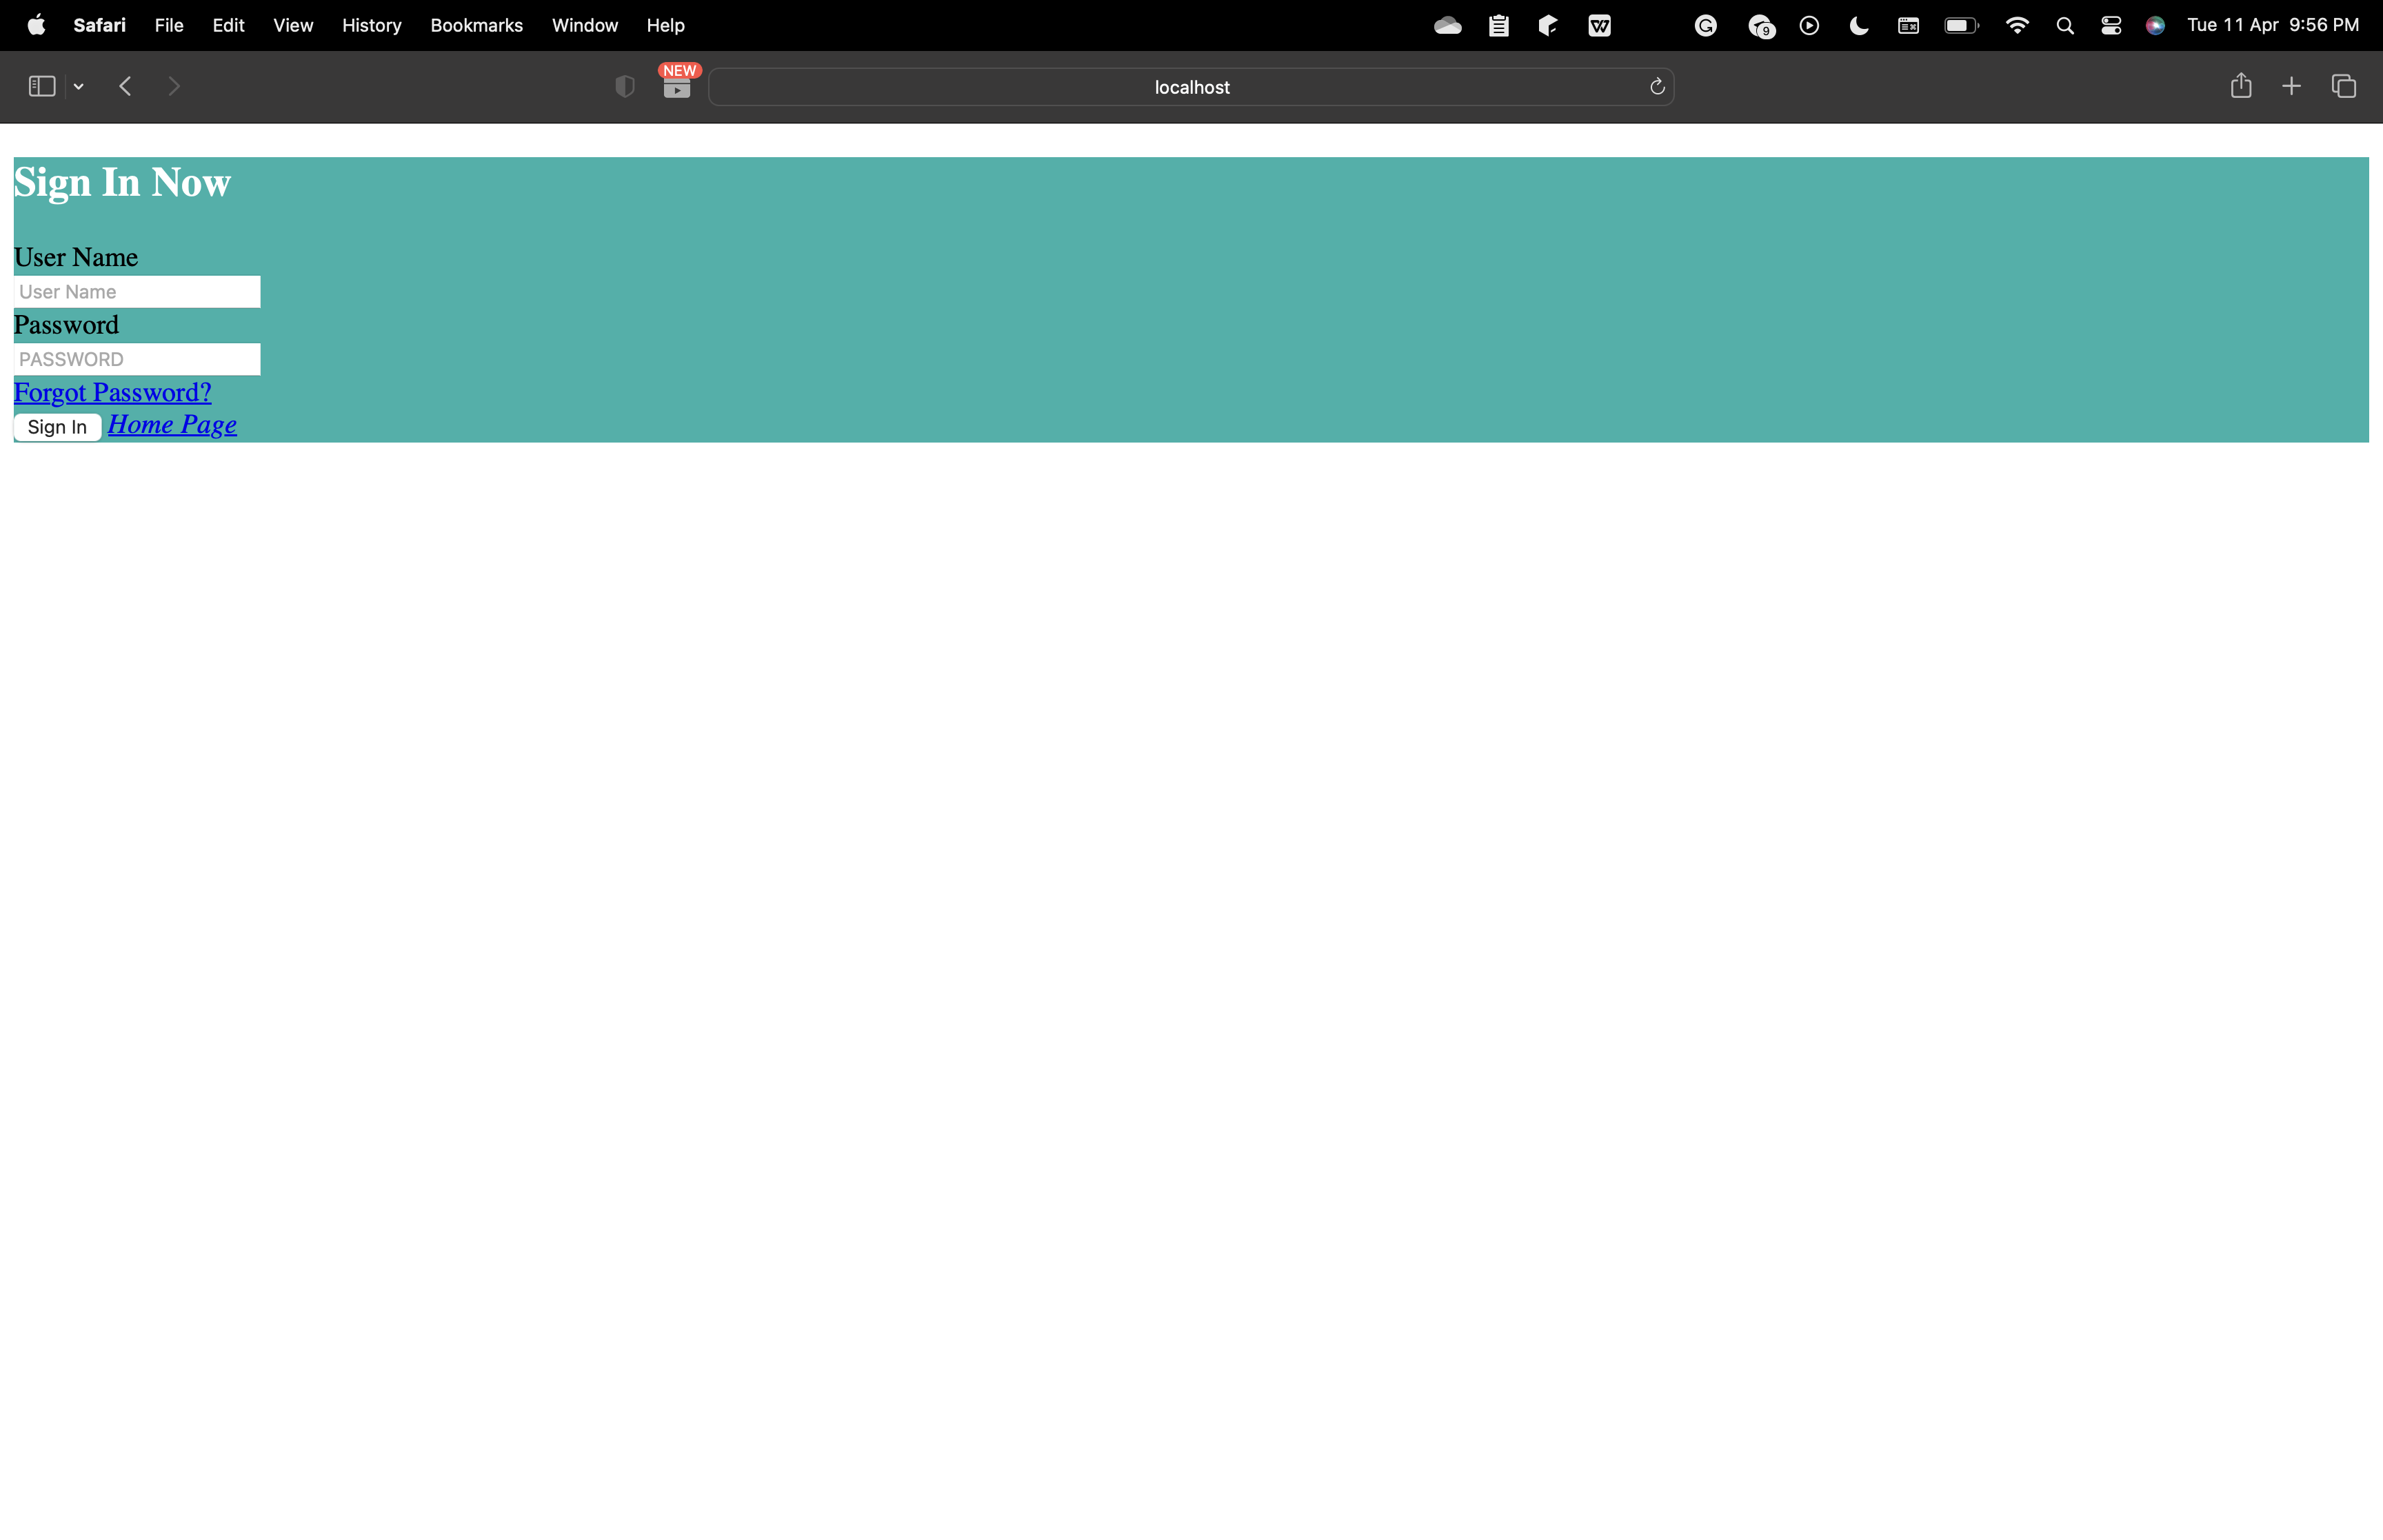 Safari File Edit View History Bookmarks Window Help 9 Tue 11 Apr 9:56 PM
NEW
localhost
Sign In Now
User Name
User Name
Password
PASSWORD
Forgot Password?
Sign In Home Page